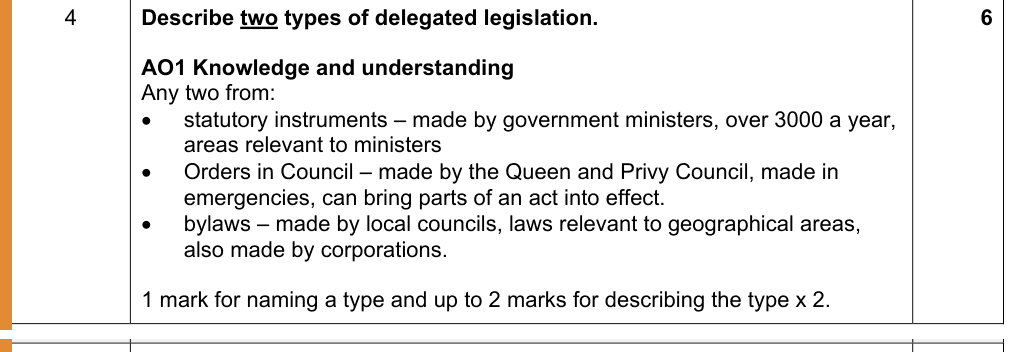 4 Describe two types of delegated legislation. 6
AO1 Knowledge and understanding
Any two from:
• statutory instruments – made by government ministers, over 3000 a year,
areas relevant to ministers
• Orders in Council – made by the Queen and Privy Council, made in
emergencies, can bring parts of an act into effect.
• bylaws – made by local councils, laws relevant to geographical areas,
also made by corporations.
1 mark for naming a type and up to 2 marks for describing the type x 2.